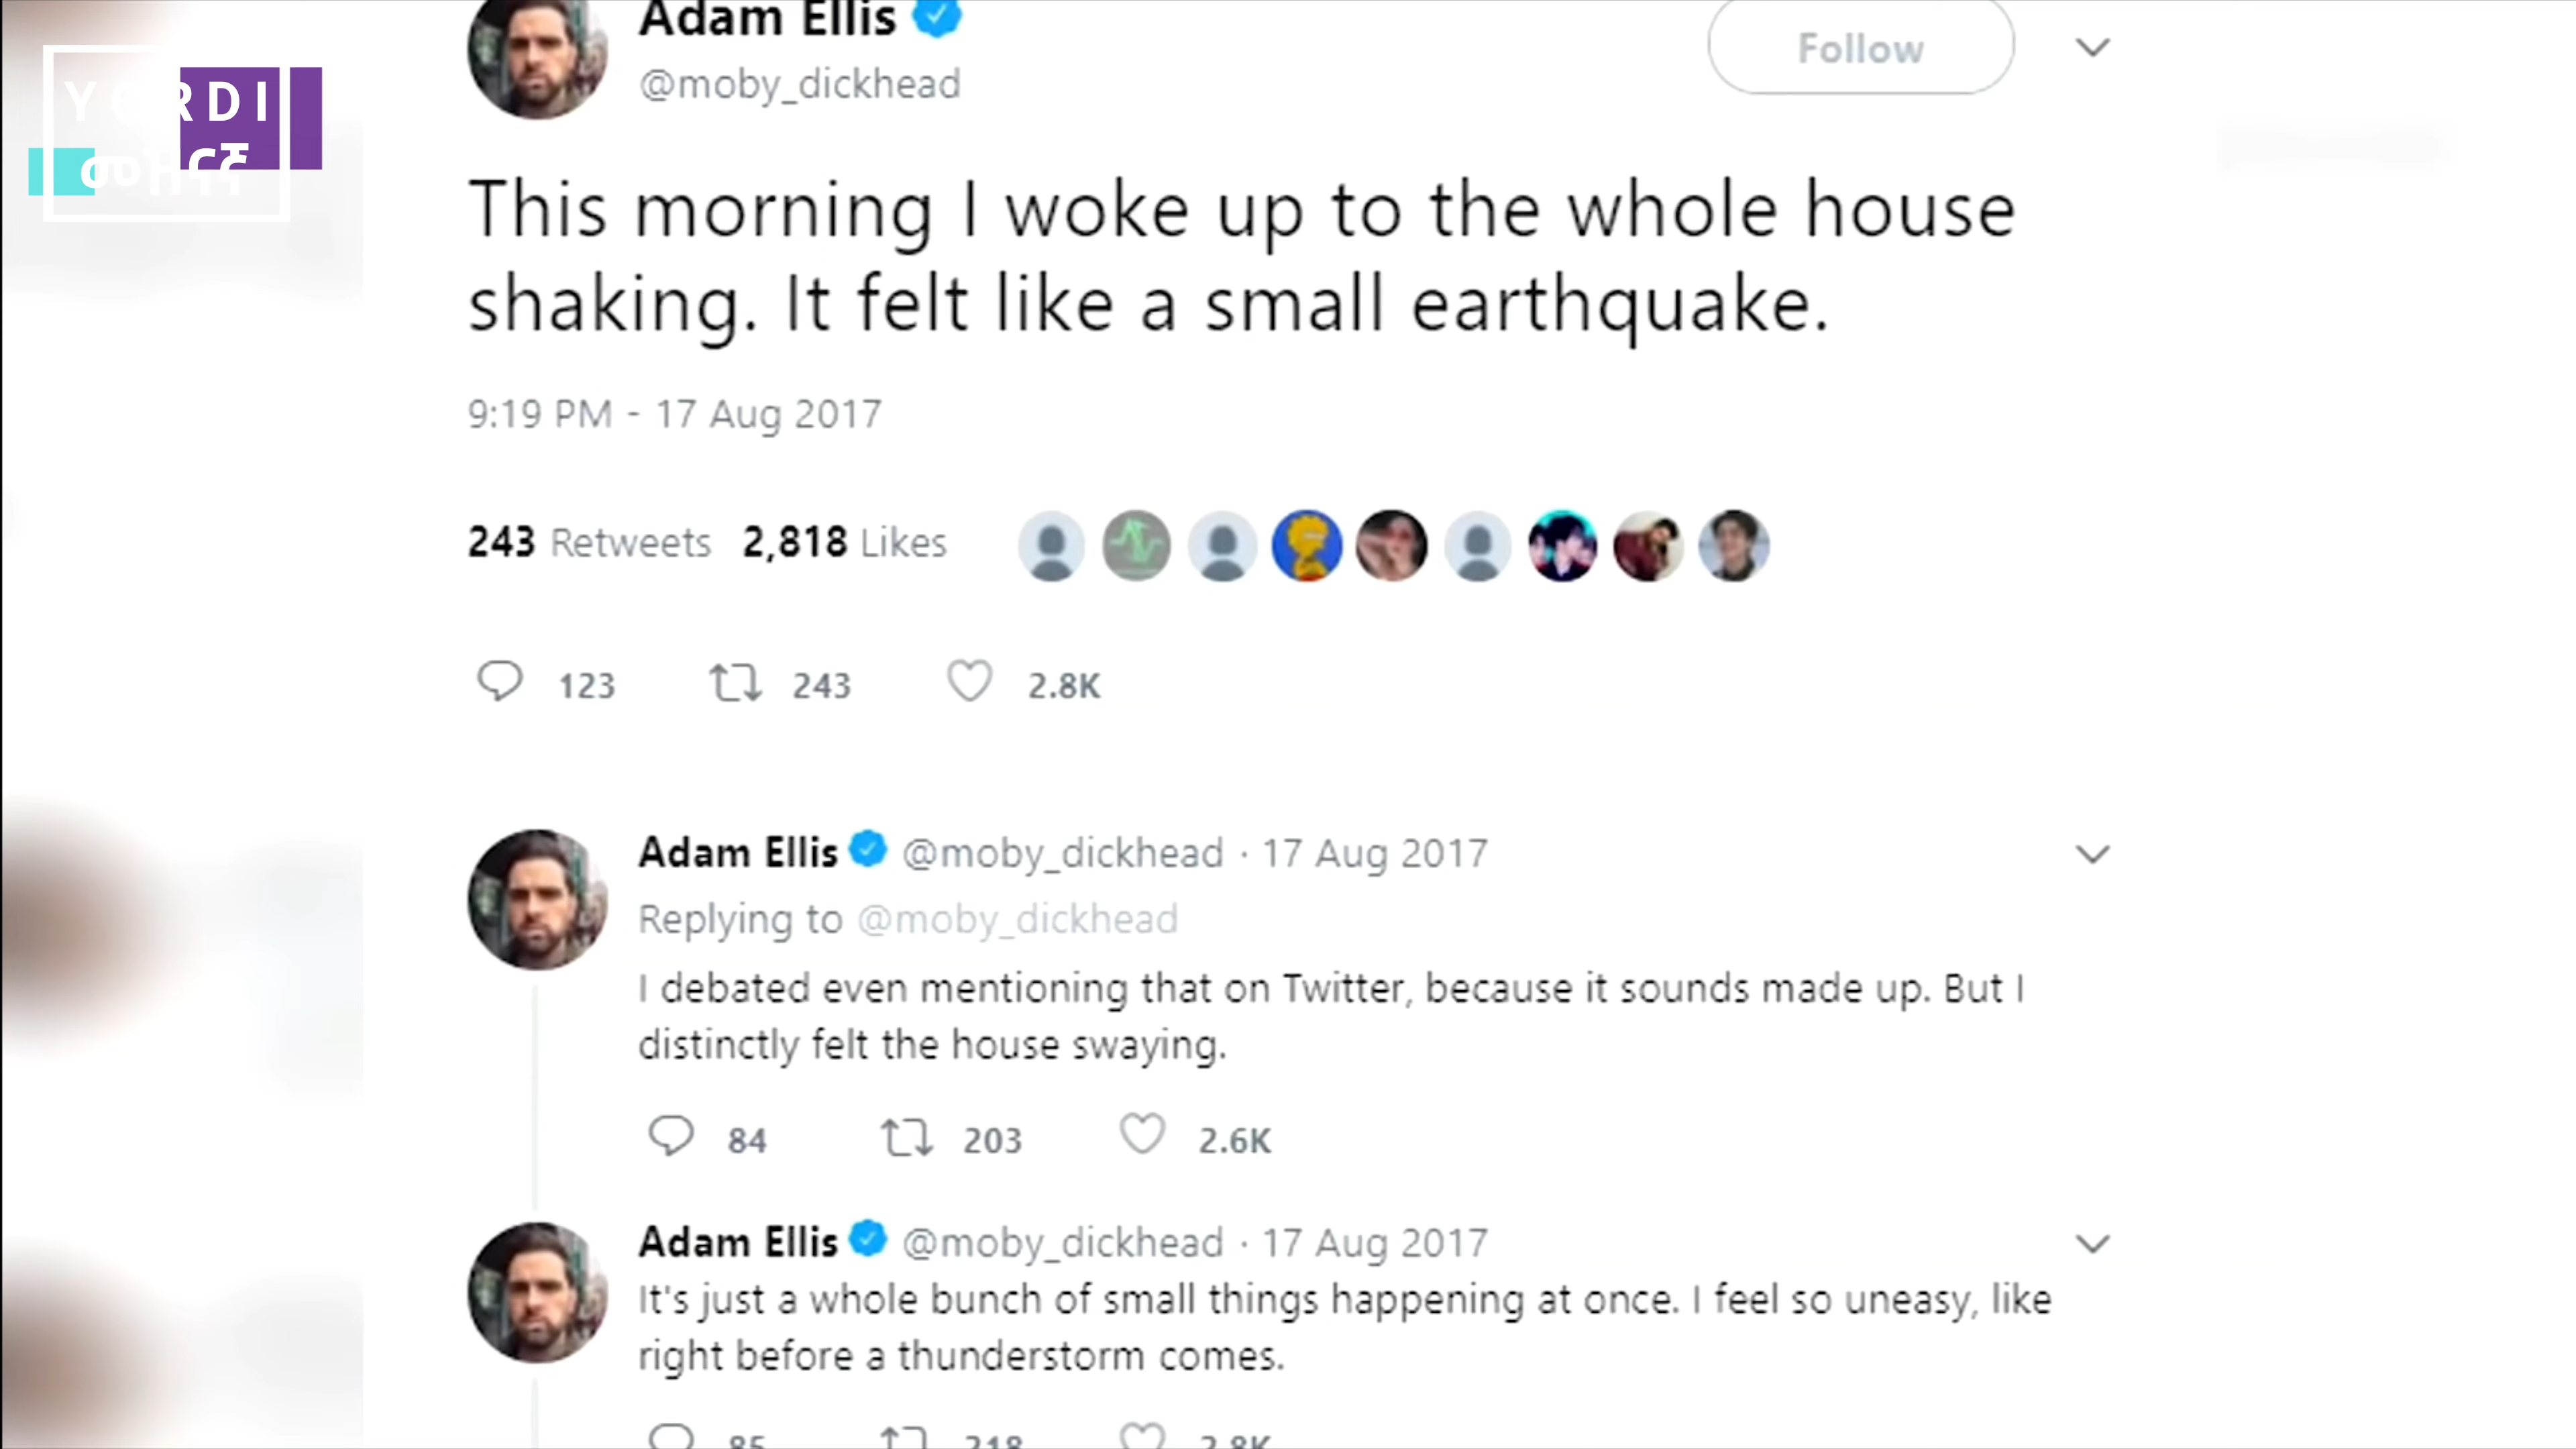 Adam Ellis
@moby_dickhead
Follow
YORDI
This morning I woke up to the whole house
shaking. It felt like a small earthquake.
9:19 PM - 17 Aug 2017
243 Retweets 2,818 Likes
123 243 2.8K
Adam Ellis @moby_dickhead · 17 Aug 2017
Replying to @moby_dickhead
I debated even mentioning that on Twitter, because it sounds made up. But I
distinctly felt the house swaying.
84 203 2.6K
Adam Ellis @moby_dickhead · 17 Aug 2017
It's just a whole bunch of small things happening at once. I feel so uneasy, like
right before a thunderstorm comes.
85 218 2.8K